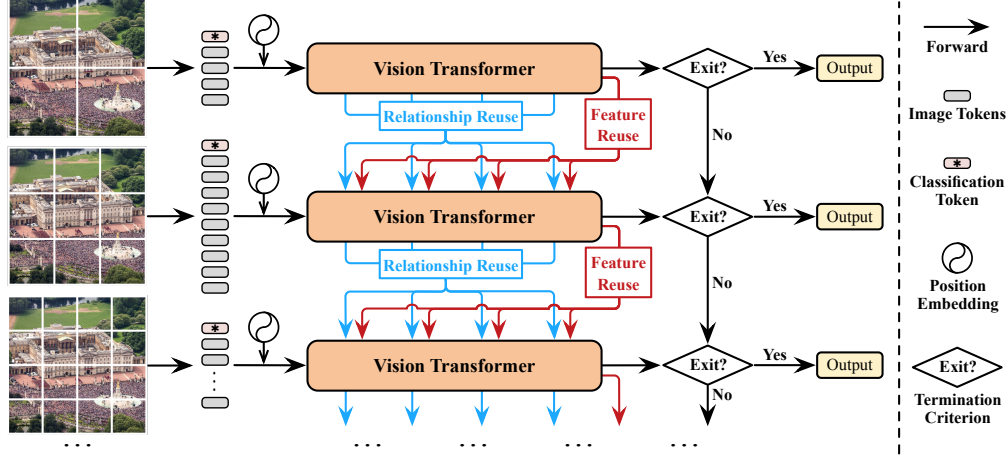 Vision Transformer
Exit?
Yes
Output
Relationship Reuse
Feature
Reuse
No
Vision Transformer
Exit?
Yes
Output
Relationship Reuse
Feature
Reuse
No
Vision Transformer
Exit?
Yes
Output
No
...
...
...
...
...
Forward
Image Tokens
*
Classification
Token
Position
Embedding
Exit?
Termination
Criterion